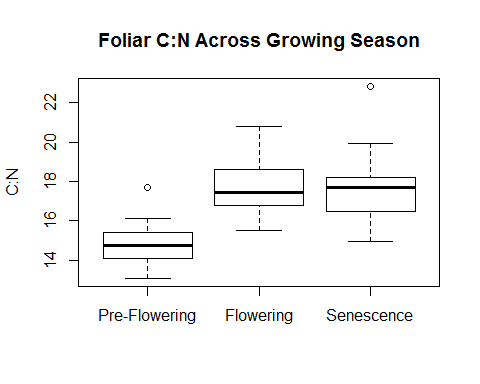 Foliar C:N Across Growing Season
C:N
22
20
18
16
14
Pre-Flowering Flowering Senescence